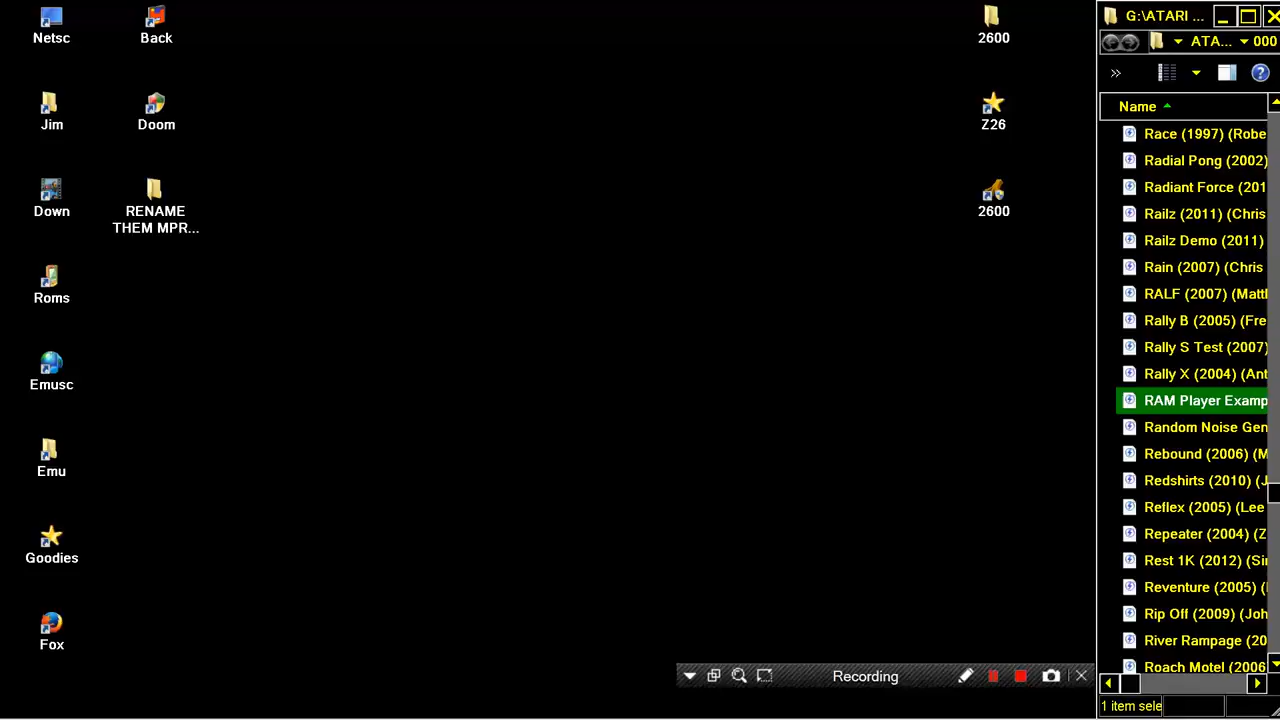 Netsc
Back
Jim
Doom
Down
RENAME
THEM MPR...
Roms
Emusc
Emu
Goodies
Fox
2600
Z26
2600
G:\ATARI ...
ATA... 000
Name
Race (1997) (Robe
Radial Pong (2002)
Radiant Force (201
Railz (2011) (Chris
Railz Demo (2011)
Rain (2007) (Chris
RALF (2007) (Matt
Rally B (2005) (Fre
Rally S Test (2007)
Rally X (2004) (Ant
RAM Player Examp
Random Noise Gen
Rebound (2006) (M
Redshirts (2010) (J
Reflex (2005) (Lee
Repeater (2004) (Z
Rest 1K (2012) (Sir
Reventure (2005) (
Rip Off (2009) (Joh
River Rampage (20
Roach Motel (2006
1 item sele
Recording